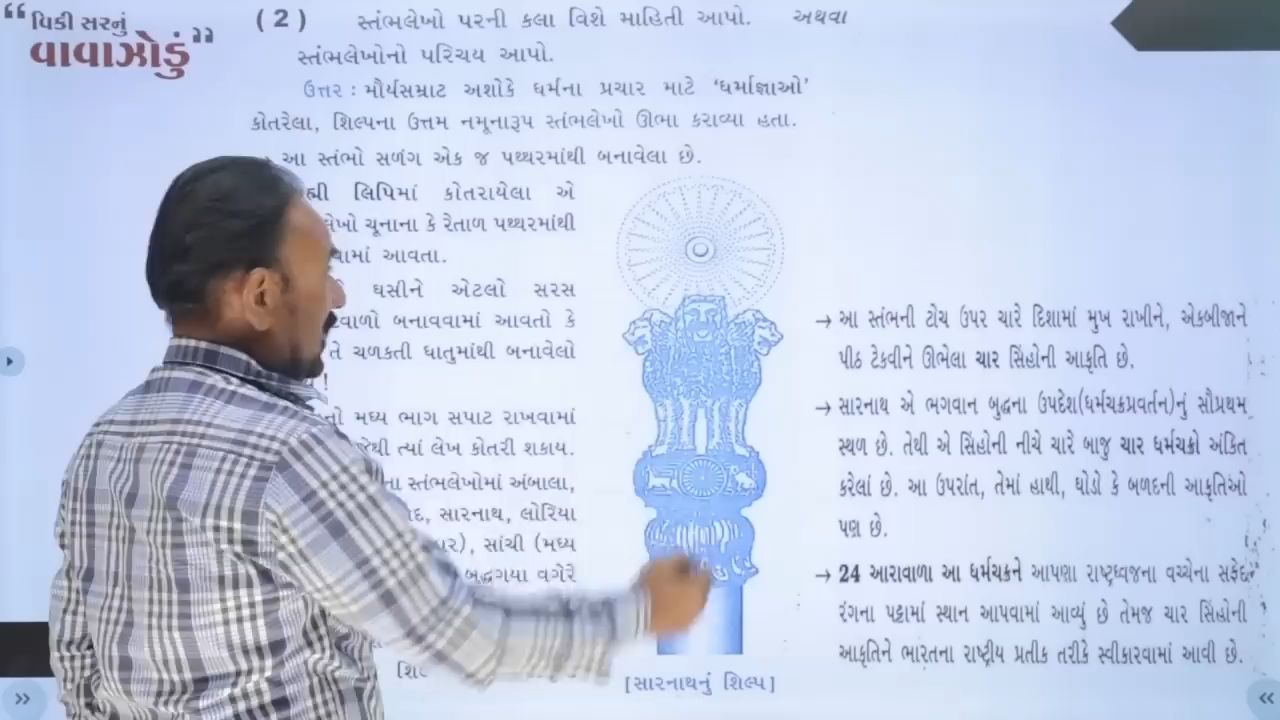 “વિકી સરનું
વાવાઝોડું”
(2) સ્તંભલેખો પરની કલા વિશે માહિતી આપો. અથવા
સ્તંભલેખોનો પરિચય આપો.
ઉત્તર : મૌર્યસમ્રાટ અશોકે ધર્મના પ્રચાર માટે ‘ધર્માજ્ઞાઓ’
કોતરેલા, શિલ્પના ઉત્તમ નમૂનારૂપ સ્તંભલેખો ઊભા કરાવ્યા હતા.
આ સ્તંભો સળંગ એક જ પથ્થરમાંથી બનાવેલા છે.
લિપિમાં કોતરાયેલા એ
ચૂનાના કે રેતાળ પથ્થરમાંથી
આવતા.
ઘસીને એટલો સરસ
બનાવવામાં આવતો કે
તે ચળકતી ધાતુમાંથી બનાવેલો
!
મધ્ય ભાગ સપાટ રાખવામાં
ત્યાં લેખ કોતરી શકાય.
સ્તંભલેખોમાં અંબાલા,
સારનાથ, લોરિયા
સાંચી (મધ્ય
બુદ્ધગયા વગેરે
[સારનાથનું શિલ્પ]
→ આ સ્તંભની ટોચ ઉપર ચારે દિશામાં મુખ રાખીને, એકબીજાને
પીઠ ટેકવીને ઊભેલા ચાર સિંહોની આકૃતિ છે.
→ સારનાથ એ ભગવાન બુદ્ધના ઉપદેશ(ધર્મચક્રપ્રવર્તન)નું સૌપ્રથમ
સ્થળ છે. તેથી એ સિંહોની નીચે ચારે બાજુ ચાર ધર્મચક્રો અંકિત
કરેલાં છે. આ ઉપરાંત, તેમાં હાથી, ઘોડો કે બળદની આકૃતિઓ
પણ છે.
→ 24 આરાવાળા આ ધર્મચક્રને આપણા રાષ્ટ્રધ્વજના વચ્ચેના સફેદ
રંગના પટ્ટામાં સ્થાન આપવામાં આવ્યું છે તેમજ ચાર સિંહોની
આકૃતિને ભારતના રાષ્ટ્રીય પ્રતીક તરીકે સ્વીકારવામાં આવી છે.